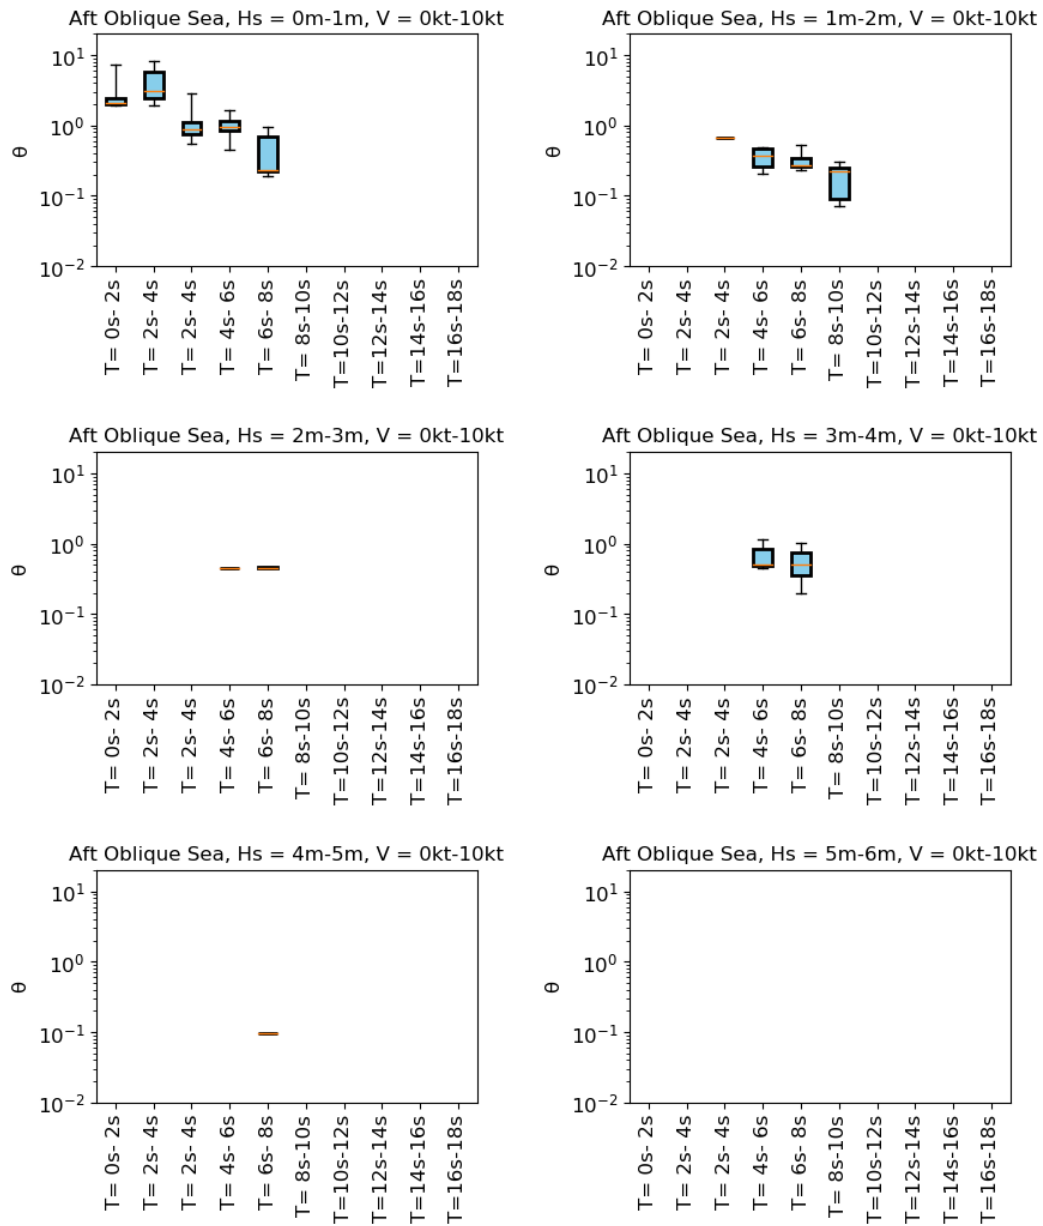 Aft Oblique Sea, Hs = 0m-1m, V = 0kt-10kt
10¹
10⁰
10⁻¹
10⁻²
θ
T= 0s- 2s
T= 2s- 4s
T= 2s- 4s
T= 4s- 6s
T= 6s- 8s
T= 8s-10s
T=10s-12s
T=12s-14s
T=14s-16s
T=16s-18s
Aft Oblique Sea, Hs = 1m-2m, V = 0kt-10kt
10¹
10⁰
10⁻¹
10⁻²
θ
T= 0s- 2s
T= 2s- 4s
T= 2s- 4s
T= 4s- 6s
T= 6s- 8s
T= 8s-10s
T=10s-12s
T=12s-14s
T=14s-16s
T=16s-18s
Aft Oblique Sea, Hs = 2m-3m, V = 0kt-10kt
10¹
10⁰
10⁻¹
10⁻²
θ
T= 0s- 2s
T= 2s- 4s
T= 2s- 4s
T= 4s- 6s
T= 6s- 8s
T= 8s-10s
T=10s-12s
T=12s-14s
T=14s-16s
T=16s-18s
Aft Oblique Sea, Hs = 3m-4m, V = 0kt-10kt
10¹
10⁰
10⁻¹
10⁻²
θ
T= 0s- 2s
T= 2s- 4s
T= 2s- 4s
T= 4s- 6s
T= 6s- 8s
T= 8s-10s
T=10s-12s
T=12s-14s
T=14s-16s
T=16s-18s
Aft Oblique Sea, Hs = 4m-5m, V = 0kt-10kt
10¹
10⁰
10⁻¹
10⁻²
θ
T= 0s- 2s
T= 2s- 4s
T= 2s- 4s
T= 4s- 6s
T= 6s- 8s
T= 8s-10s
T=10s-12s
T=12s-14s
T=14s-16s
T=16s-18s
Aft Oblique Sea, Hs = 5m-6m, V = 0kt-10kt
10¹
10⁰
10⁻¹
10⁻²
θ
T= 0s- 2s
T= 2s- 4s
T= 2s- 4s
T= 4s- 6s
T= 6s- 8s
T= 8s-10s
T=10s-12s
T=12s-14s
T=14s-16s
T=16s-18s